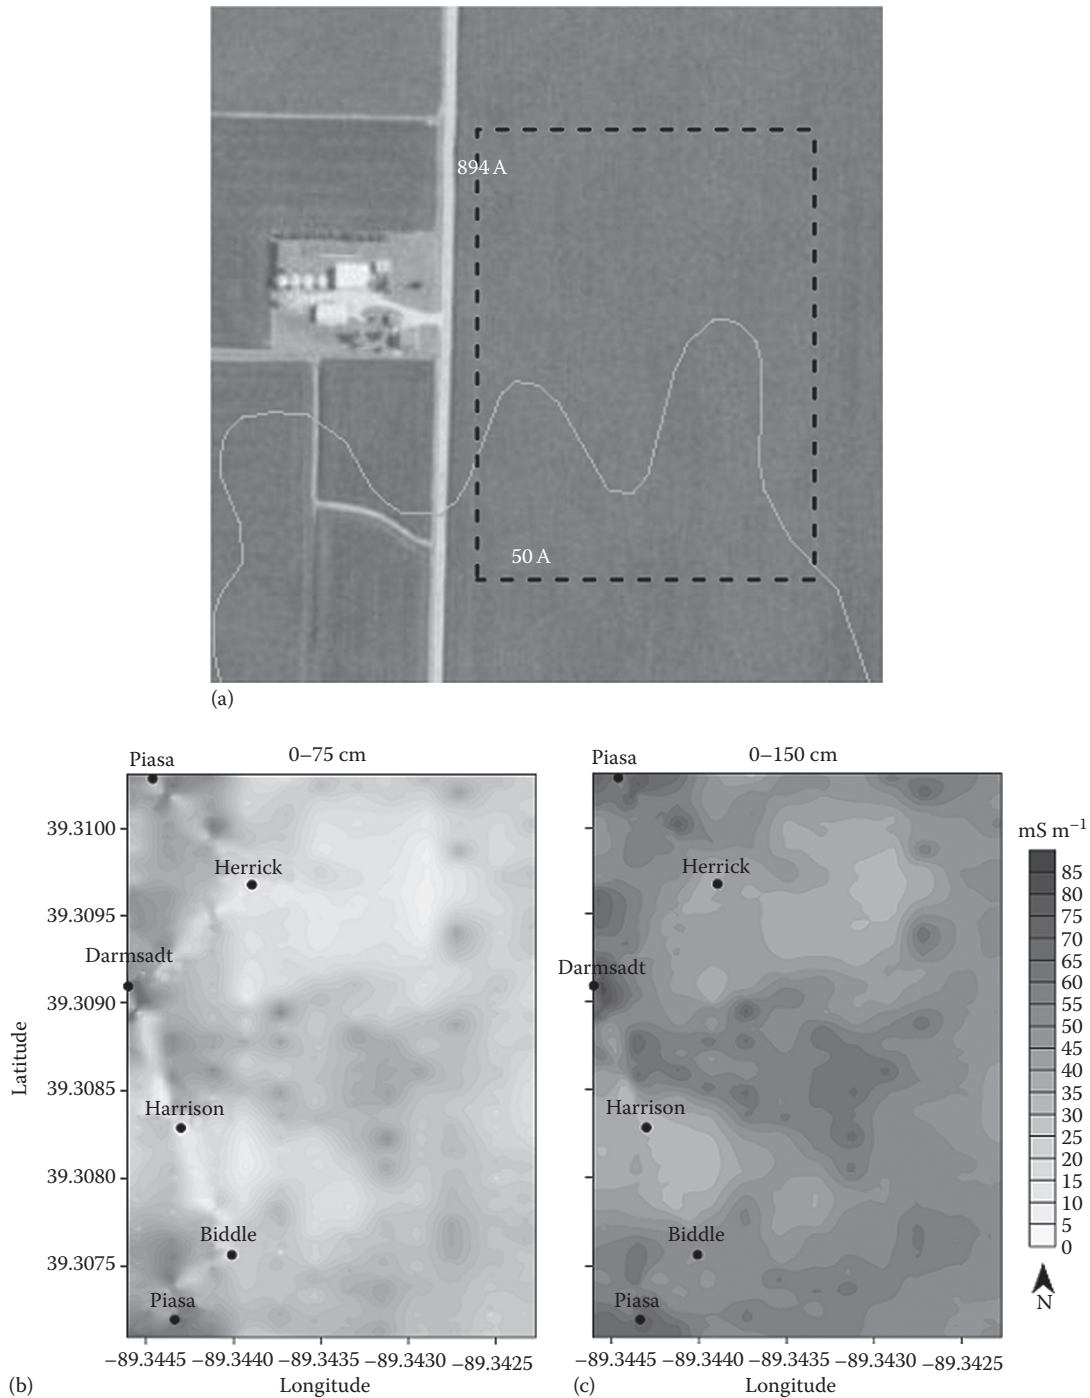 894 A
50 A
(a)
Piasa
0–75 cm
Piasa
0–150 cm
mS m−1
39.3100
39.3095
39.3090
39.3085
39.3080
39.3075
Latitude
Herrick
Darmsadt
Harrison
Biddle
Piasa
Herrick
Darmsadt
Harrison
Biddle
Piasa
85
80
75
70
65
60
55
50
45
40
35
30
25
20
15
10
5
0
N
−89.3445 −89.3440 −89.3435 −89.3430 −89.3425
−89.3445 −89.3440 −89.3435 −89.3430 −89.3425
(b)
Longitude
(c)
Longitude